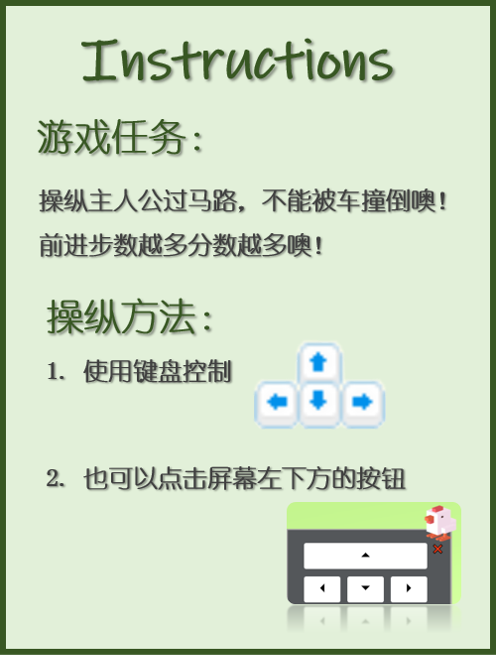 Instructions
游戏任务：
操纵主人公过马路，不能被车撞倒噢！
前进步数越多分数越多噢！
操纵方法：
1. 使用键盘控制
2. 也可以点击屏幕左下方的按钮